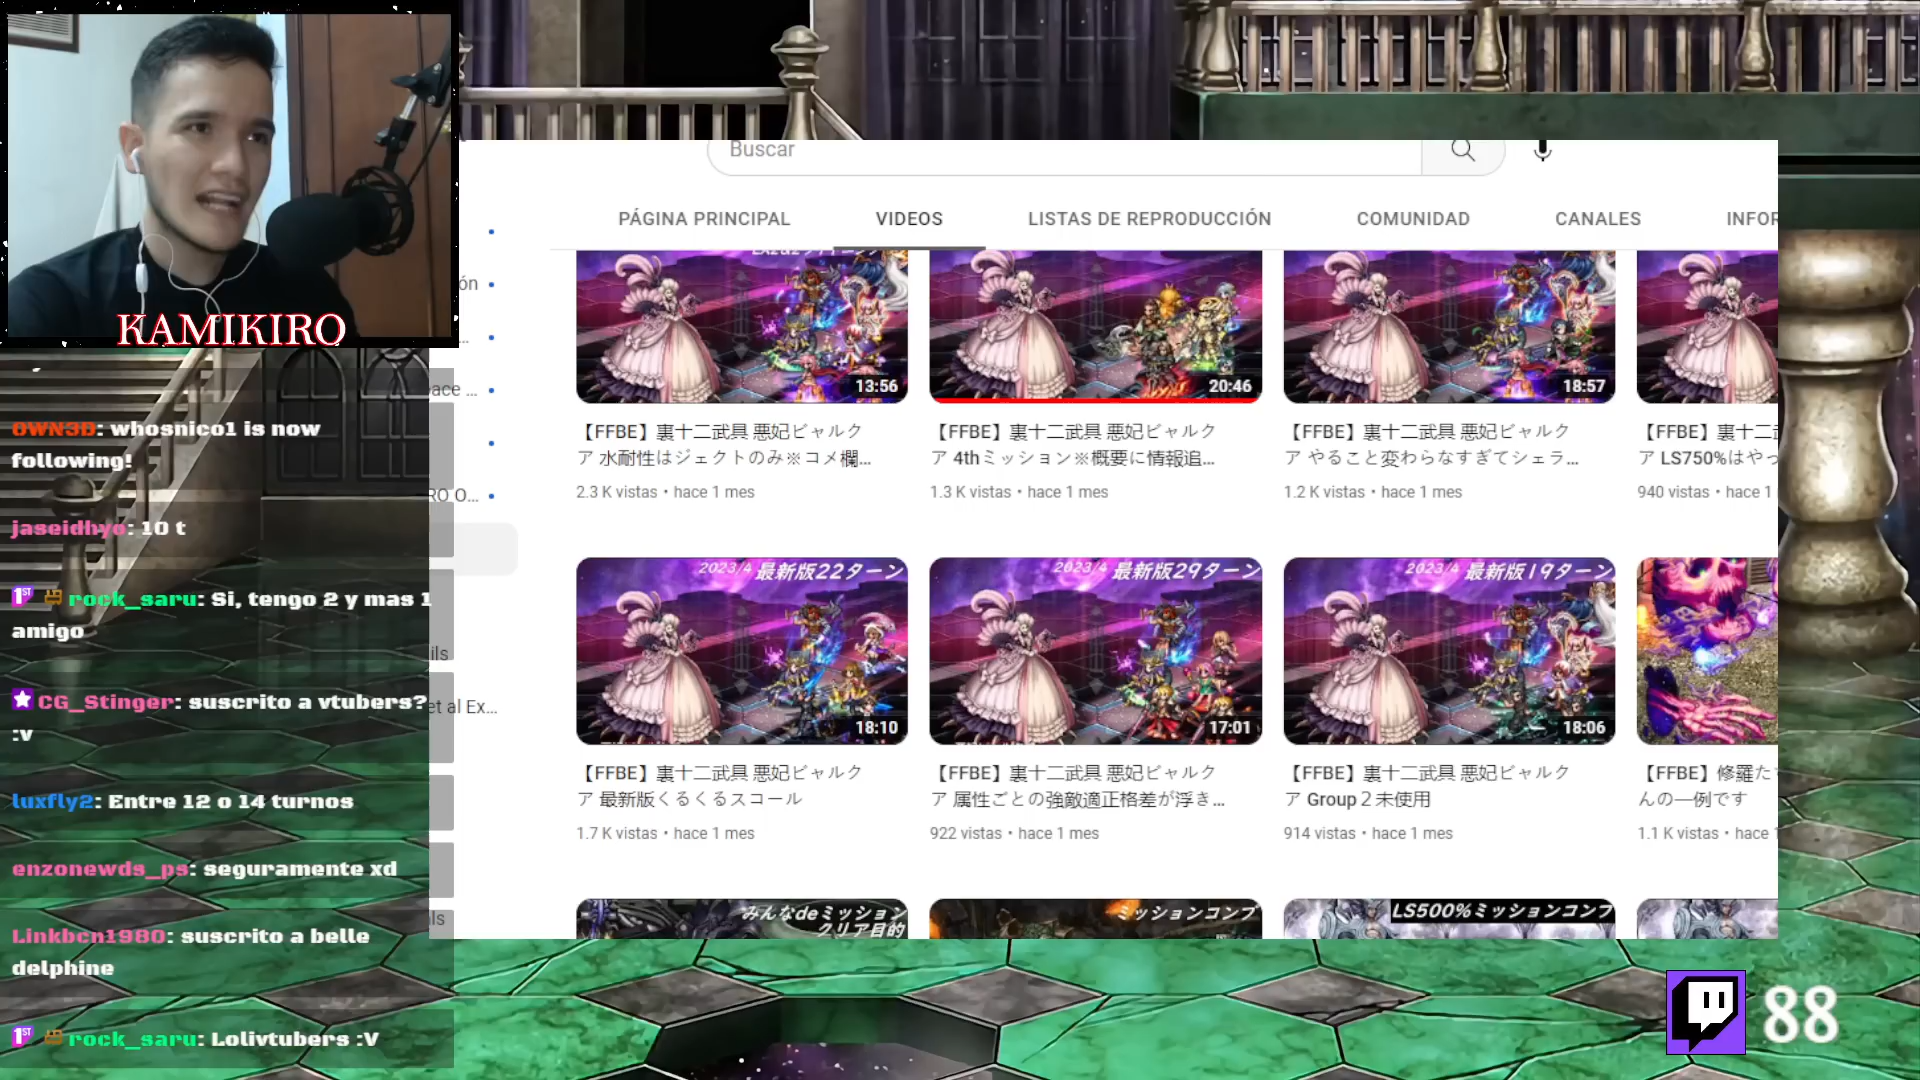 KAMIKIRO
OWN3D: whosnico1 is now
following!
jaseidhyo: 10 t
1ST rock_saru: Si, tengo 2 y mas 1
amigo
CG_Stinger: suscrito a vtubers?
:v
luxfly2: Entre 12 o 14 turnos
enzonewds_ps: seguramente xd
Linkbcn1980: suscrito a belle
delphine
1ST rock_saru: Lolivtubers :V
ón
ace ...
RO O...
ils
et al Ex...
ls
Buscar
PÁGINA PRINCIPAL VIDEOS LISTAS DE REPRODUCCIÓN COMUNIDAD CANALES INFOR
13:56
20:46
18:57
【FFBE】裏十二武具 悪妃ビャルク
ア 水耐性はジェクトのみ※コメ欄...
2.3 K vistas • hace 1 mes
【FFBE】裏十二武具 悪妃ビャルク
ア 4thミッション※概要に情報追...
1.3 K vistas • hace 1 mes
【FFBE】裏十二武具 悪妃ビャルク
ア やること変わらなすぎてシェラ...
1.2 K vistas • hace 1 mes
【FFBE】裏十二
ア LS750%はやっ
940 vistas • hace 1
2023/4 最新版22ターン
18:10
2023/4 最新版29ターン
17:01
2023/4 最新版19ターン
18:06
【FFBE】裏十二武具 悪妃ビャルク
ア 最新版くるくるスコール
1.7 K vistas • hace 1 mes
【FFBE】裏十二武具 悪妃ビャルク
ア 属性ごとの強敵適正格差が浮き...
922 vistas • hace 1 mes
【FFBE】裏十二武具 悪妃ビャルク
ア Group２未使用
914 vistas • hace 1 mes
【FFBE】修羅た
んの一例です
1.1 K vistas • hace
みんなdeミッション
クリア目的
ミッションコンプ
LS500%ミッションコンプ
88